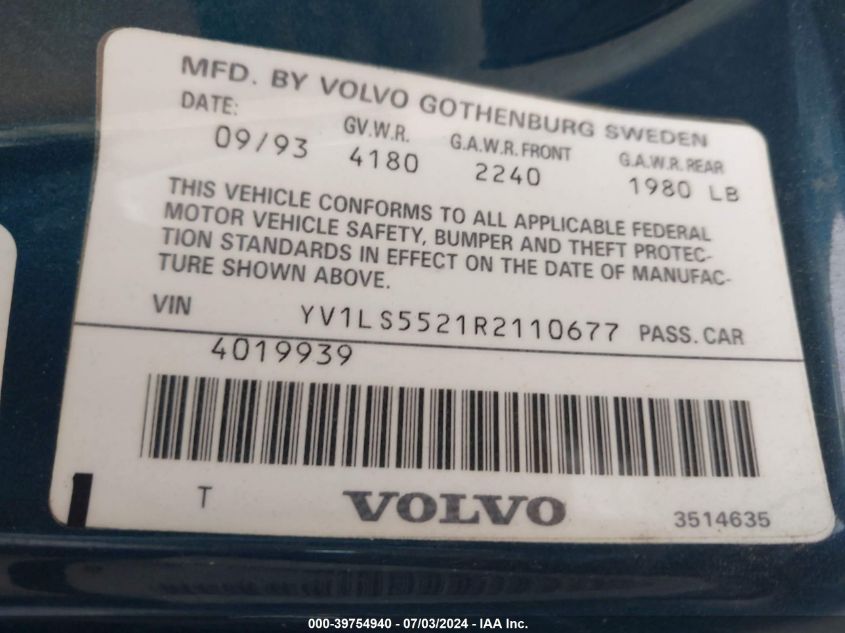 MFD. BY VOLVO GOTHENBURG SWEDEN
DATE: G.V.W.R. G.A.W.R. FRONT G.A.W.R. REAR
09/93 4180 2240 1980 LB
THIS VEHICLE CONFORMS TO ALL APPLICABLE FEDERAL
MOTOR VEHICLE SAFETY, BUMPER AND THEFT PROTEC-
TION STANDARDS IN EFFECT ON THE DATE OF MANUFAC-
TURE SHOWN ABOVE.
VIN YV1LS5521R2110677 PASS. CAR
4019939
T VOLVO 3514635
000-39754940 - 07/03/2024 - IAA Inc.